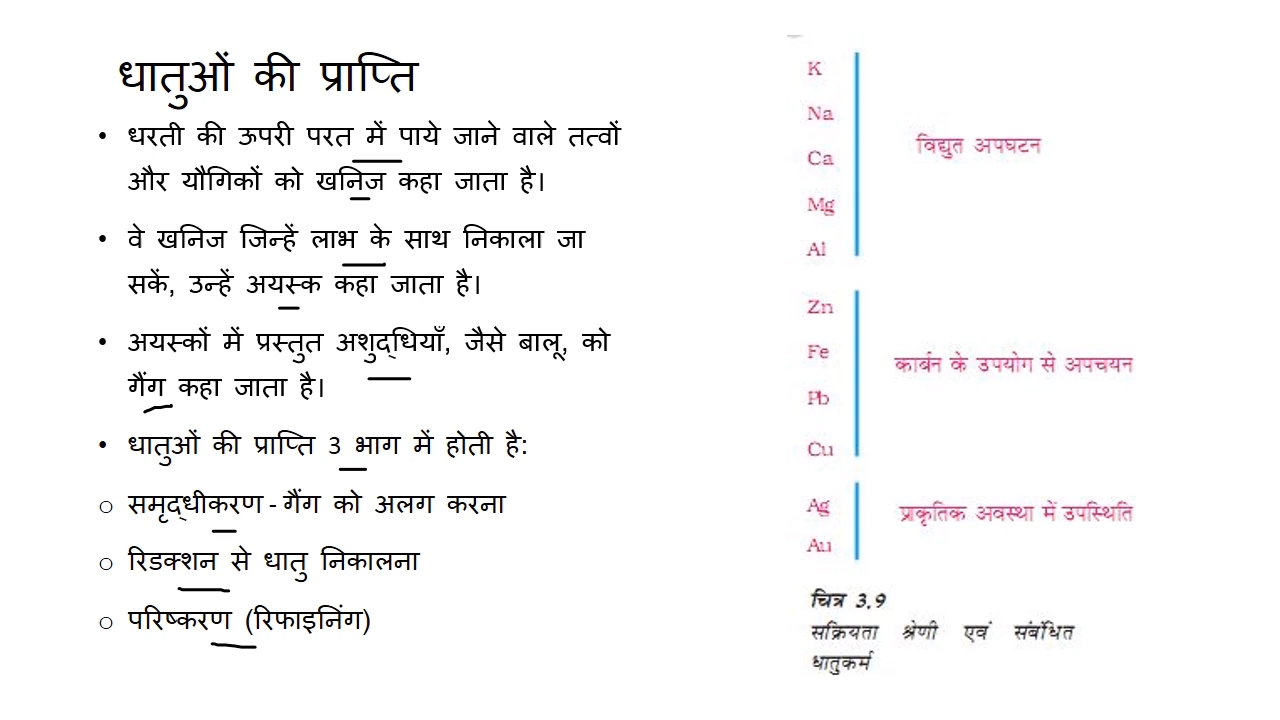 धातुओं की प्राप्ति
• धरती की ऊपरी परत में पाये जाने वाले तत्वों
और यौगिकों को खनिज कहा जाता है।
• वे खनिज जिन्हें लाभ के साथ निकाला जा
सकें, उन्हें अयस्क कहा जाता है।
• अयस्कों में प्रस्तुत अशुद्धियाँ, जैसे बालू, को
गैंग कहा जाता है।
• धातुओं की प्राप्ति 3 भाग में होती है:
o समृद्धीकरण - गैंग को अलग करना
o रिडक्शन से धातु निकालना
o परिष्करण (रिफाइनिंग)
K
Na
Ca
Mg
Al
विद्युत अपघटन
Zn
Fe
Pb
Cu
कार्बन के उपयोग से अपचयन
Ag
Au
प्राकृतिक अवस्था में उपस्थिति
चित्र 3.9
सक्रियता श्रेणी एवं संबंधित
धातुकर्म